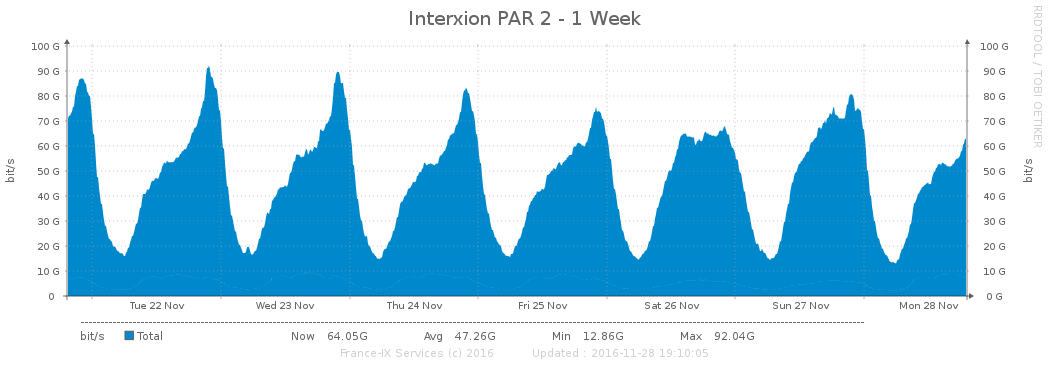 Interxion PAR 2 - 1 Week
RRDTOOL / TOBI OETIKER
bit/s
100 G
90 G
80 G
70 G
60 G
50 G
40 G
30 G
20 G
10 G
0
100 G
90 G
80 G
70 G
60 G
50 G
40 G
30 G
20 G
10 G
0 G
bit/s
Tue 22 Nov Wed 23 Nov Thu 24 Nov Fri 25 Nov Sat 26 Nov Sun 27 Nov Mon 28 Nov
bit/s Total Now 64.05G Avg 47.26G Min 12.86G Max 92.04G
France-IX Services (c) 2016 Updated : 2016-11-28 19:10:05